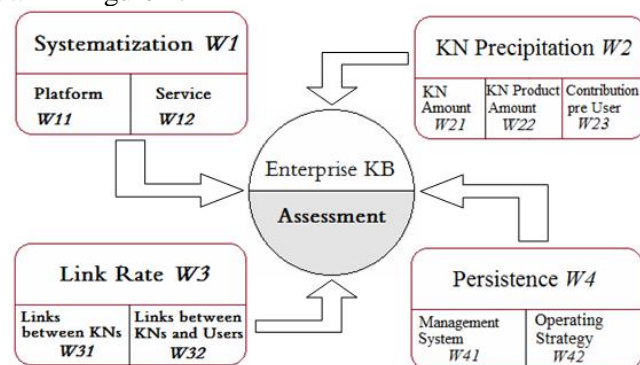 Systematization W1
Platform
W11
Service
W12
KN Precipitation W2
KN
Amount
W21
KN Product
Amount
W22
Contribution
pre User
W23
Enterprise KB
Assessment
Link Rate W3
Links
between KNs
W31
Links between
KNs and Users
W32
Persistence W4
Management
System
W41
Operating
Strategy
W42